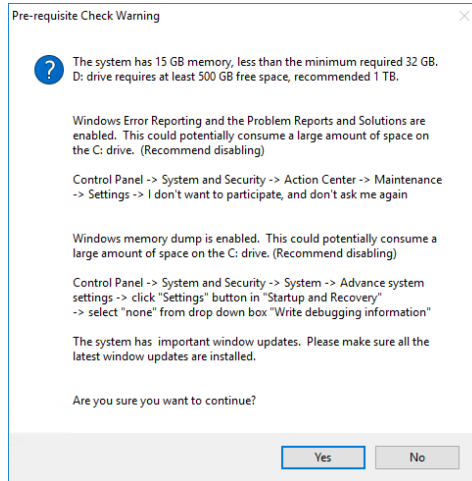 Pre-requisite Check Warning
The system has 15 GB memory, less than the minimum required 32 GB.
D: drive requires at least 500 GB free space, recommended 1 TB.
Windows Error Reporting and the Problem Reports and Solutions are
enabled.  This could potentially consume a large amount of space on
the C: drive.  (Recommend disabling)
Control Panel -> System and Security -> Action Center -> Maintenance
-> Settings -> I don't want to participate, and don't ask me again
Windows memory dump is enabled.  This could potentially consume a
large amount of space on the C: drive. (Recommend disabling)
Control Panel -> System and Security -> System -> Advance system
settings -> click "Settings" button in "Startup and Recovery"
-> select "none" from drop down box "Write debugging information"
The system has  important window updates.  Please make sure all the
latest window updates are installed.
Are you sure you want to continue?
Yes No